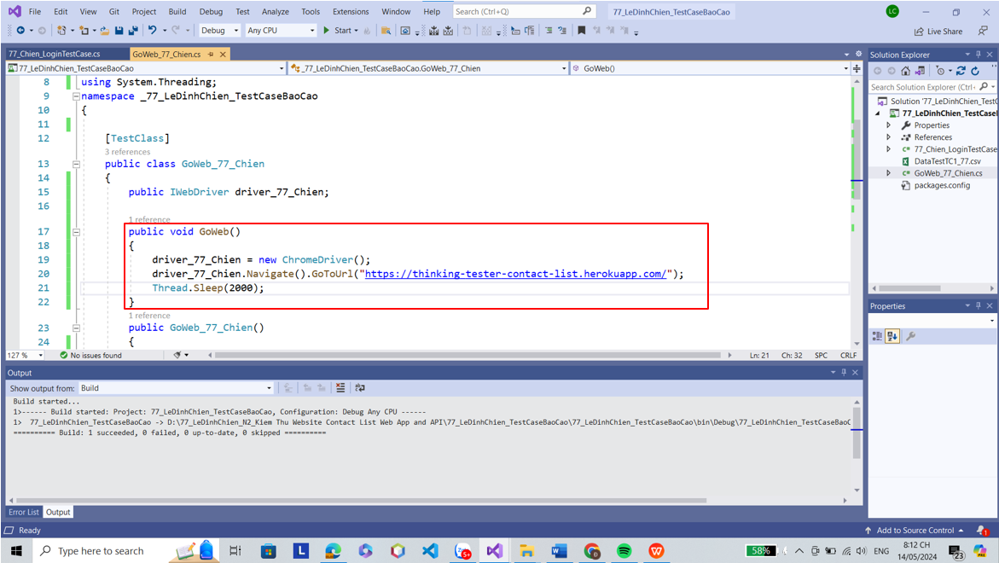 File Edit View Git Project Build Debug Test Analyze Tools Extensions Window Help Search (Ctrl+Q) 77_LeDinhChien_TestCaseBaoCao LC
Debug Any CPU Start Live Share
77_Chien_LoginTestCase.cs GoWeb_77_Chien.cs
77_LeDinhChien_TestCaseBaoCao _77_LeDinhChien_TestCaseBaoCao.GoWeb_77_Chien GoWeb()
8 using System.Threading;
9 namespace _77_LeDinhChien_TestCaseBaoCao
10 {
11
12 [TestClass]
3 references
13 public class GoWeb_77_Chien
14 {
15 public IWebDriver driver_77_Chien;
16
1 reference
17 public void GoWeb()
18 {
19 driver_77_Chien = new ChromeDriver();
20 driver_77_Chien.Navigate().GoToUrl("https://thinking-tester-contact-list.herokuapp.com/");
21 Thread.Sleep(2000);
22 }
1 reference
23 public GoWeb_77_Chien()
24 {
127 % No issues found Ln: 21 Ch: 32 SPC CRLF
Solution Explorer
Search Solution Explorer (Ctrl+
Solution '77_LeDinhChien_TestC
77_LeDinhChien_TestCasel
Properties
References
77_Chien_LoginTestCase
DataTestTC1_77.csv
GoWeb_77_Chien.cs
packages.config
Properties
Output
Show output from: Build
Build started...
1>------ Build started: Project: 77_LeDinhChien_TestCaseBaoCao, Configuration: Debug Any CPU ------
1> 77_LeDinhChien_TestCaseBaoCao -> D:\77_LeDinhChien_N2_Kiem Thu Website Contact List Web App and API\77_LeDinhChien_TestCaseBaoCao\77_LeDinhChien_TestCaseBaoCao\bin\Debug\77_LeDinhChien_TestCaseBaoC
========== Build: 1 succeeded, 0 failed, 0 up-to-date, 0 skipped ==========
Error List Output
Ready Add to Source Control 1
Type here to search L 5+ 58% ENG 8:12 CH
14/05/2024 23